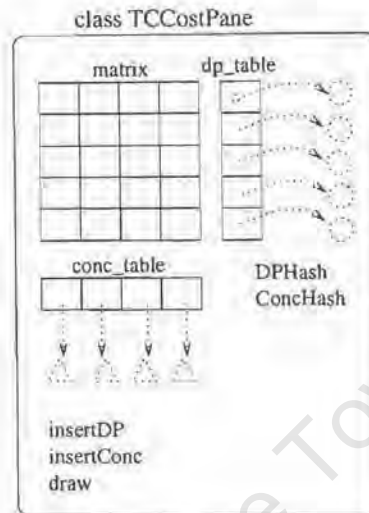 class TCCostPane
matrix
dp_table
conc_table
DPHash
ConcHash
insertDP
insertConc
draw